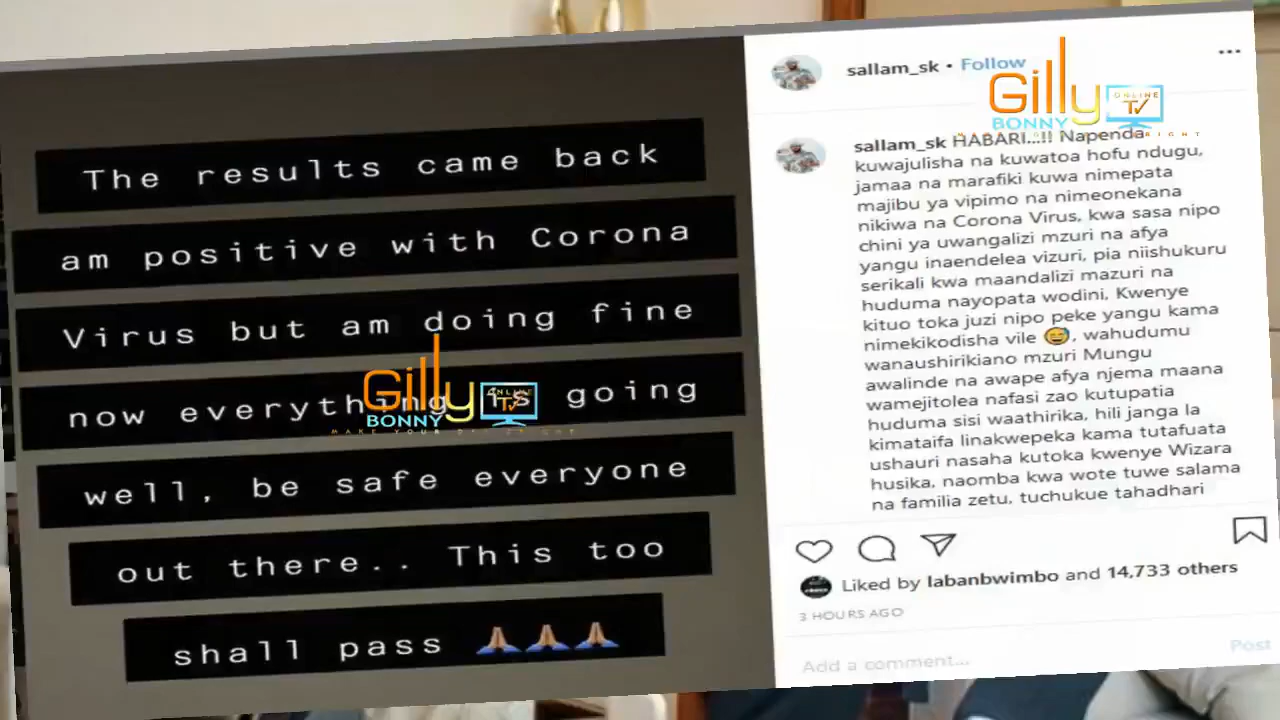 The results came back
am positive with Corona
Virus but am doing fine
now everything is going
well, be safe everyone
out there.. This too
shall pass 🙏🏽🙏🏽🙏🏽
sallam_sk • Follow
Gilly
BONNY
ONLINE
TV
sallam_sk HABARI...!! Napenda
kuwajulisha na kuwatoa hofu ndugu,
jamaa na marafiki kuwa nimepata
majibu ya vipimo na nimeonekana
nikiwa na Corona Virus, kwa sasa nipo
chini ya uwangalizi mzuri na afya
yangu inaendelea vizuri, pia niishukuru
serikali kwa maandalizi mazuri na
huduma nayopata wodini, Kwenye
kituo toka juzi nipo peke yangu kama
nimekikodisha vile 😅, wahudumu
wanaushirikiano mzuri Mungu
awalinde na awape afya njema maana
wamejitolea nafasi zao kutupatia
huduma sisi waathirika, hili janga la
kimataifa linakwepeka kama tutafuata
ushauri nasaha kutoka kwenye Wizara
husika, naomba kwa wote tuwe salama
na familia zetu, tuchukue tahadhari
Liked by labanbwimbo and 14,733 others
3 HOURS AGO
Add a comment...
Post
Gilly
BONNY
ONLINE
TV
MAKE YOUR DAY BRIGHT